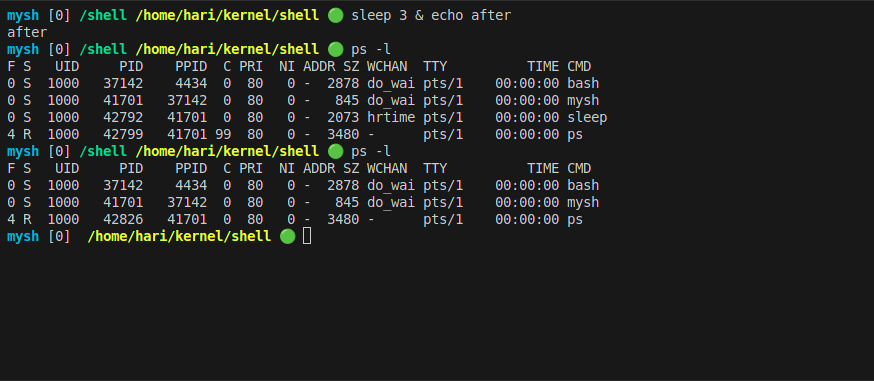 mysh [0] /shell /home/hari/kernel/shell 🟢 sleep 3 & echo after
after
mysh [0] /shell /home/hari/kernel/shell 🟢 ps -l
F S   UID     PID    PPID  C PRI  NI ADDR SZ WCHAN  TTY          TIME CMD
0 S  1000   37142    4434  0  80   0 -  2878 do_wai pts/1    00:00:00 bash
0 S  1000   41701   37142  0  80   0 -   845 do_wai pts/1    00:00:00 mysh
0 S  1000   42792   41701  0  80   0 -  2073 hrtime pts/1    00:00:00 sleep
4 R  1000   42799   41701 99  80   0 -  3480 -      pts/1    00:00:00 ps
mysh [0] /shell /home/hari/kernel/shell 🟢 ps -l
F S   UID     PID    PPID  C PRI  NI ADDR SZ WCHAN  TTY          TIME CMD
0 S  1000   37142    4434  0  80   0 -  2878 do_wai pts/1    00:00:00 bash
0 S  1000   41701   37142  0  80   0 -   845 do_wai pts/1    00:00:00 mysh
4 R  1000   42826   41701  0  80   0 -  3480 -      pts/1    00:00:00 ps
mysh [0]  /home/hari/kernel/shell 🟢